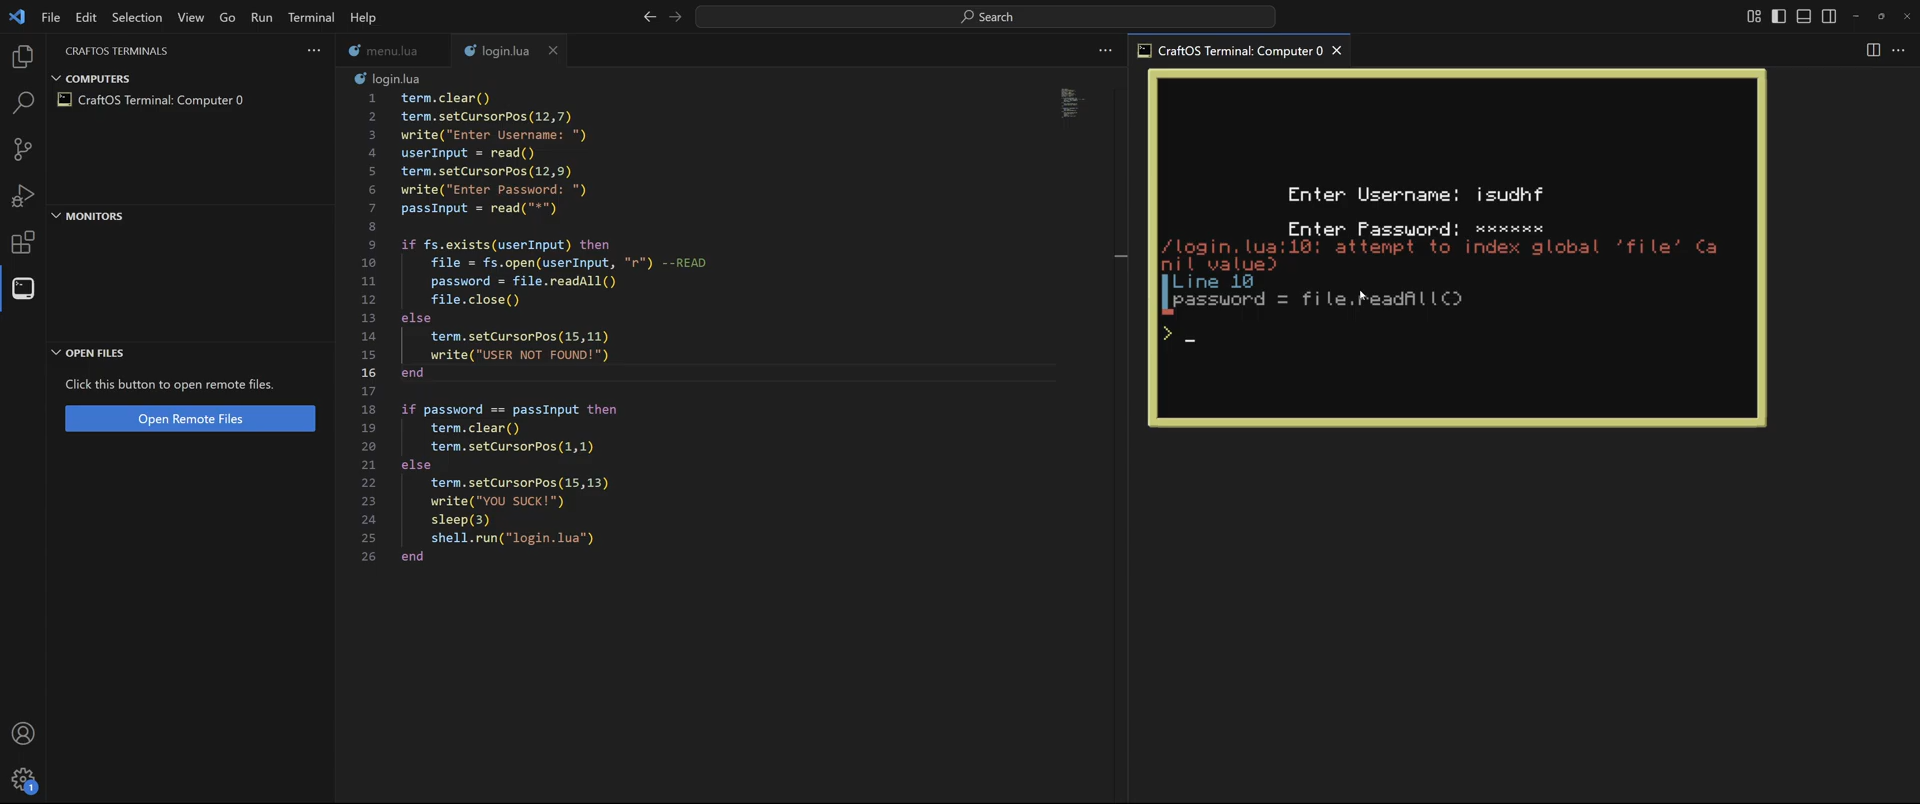 File Edit Selection View Go Run Terminal Help
Search
CRAFTOS TERMINALS
COMPUTERS
CraftOS Terminal: Computer 0
MONITORS
OPEN FILES
Click this button to open remote files.
Open Remote Files
1
menu.lua
login.lua
login.lua
1 term.clear()
2 term.setCursorPos(12,7)
3 write("Enter Username: ")
4 userInput = read()
5 term.setCursorPos(12,9)
6 write("Enter Password: ")
7 passInput = read("*")
8
9 if fs.exists(userInput) then
10 file = fs.open(userInput, "r") --READ
11 password = file.readAll()
12 file.close()
13 else
14 term.setCursorPos(15,11)
15 write("USER NOT FOUND!")
16 end
17
18 if password == passInput then
19 term.clear()
20 term.setCursorPos(1,1)
21 else
22 term.setCursorPos(15,13)
23 write("YOU SUCK!")
24 sleep(3)
25 shell.run("login.lua")
26 end
CraftOS Terminal: Computer 0
Enter Username: isudhf
Enter Password: ******
/login.lua:10: attempt to index global 'file' (a
nil value)
Line 10
password = file.readAll()
> _